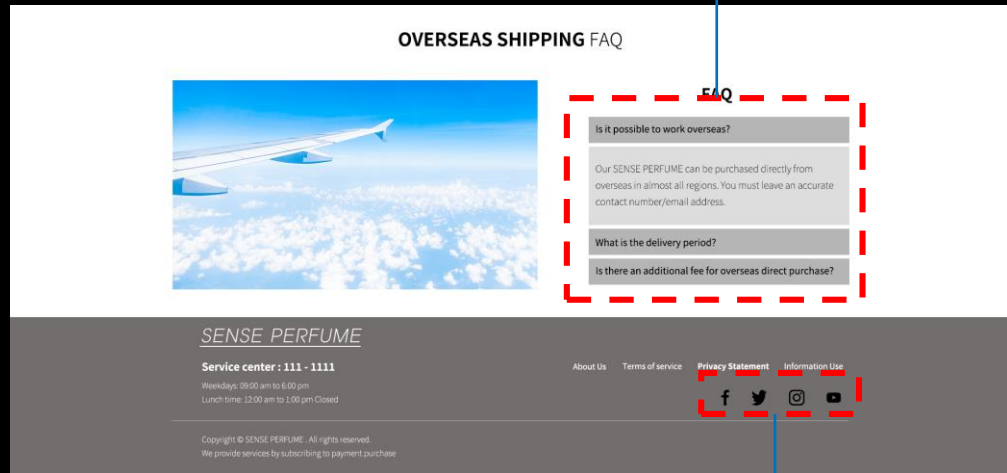 OVERSEAS SHIPPING FAQ
FAQ
Is it possible to work overseas?
Our SENSE PERFUME can be purchased directly from
overseas in almost all regions. You must leave an accurate
contact number/email address.
What is the delivery period?
Is there an additional fee for overseas direct purchase?
SENSE PERFUME
Service center : 111 - 1111
Weekdays: 09:00 am to 6:00 pm
Lunch time: 12:00 am to 1:00 pm Closed
About Us Terms of service Privacy Statement Information Use
Copyright © SENSE PERFUME . All rights reserved.
We provide services by subscribing to payment purchase